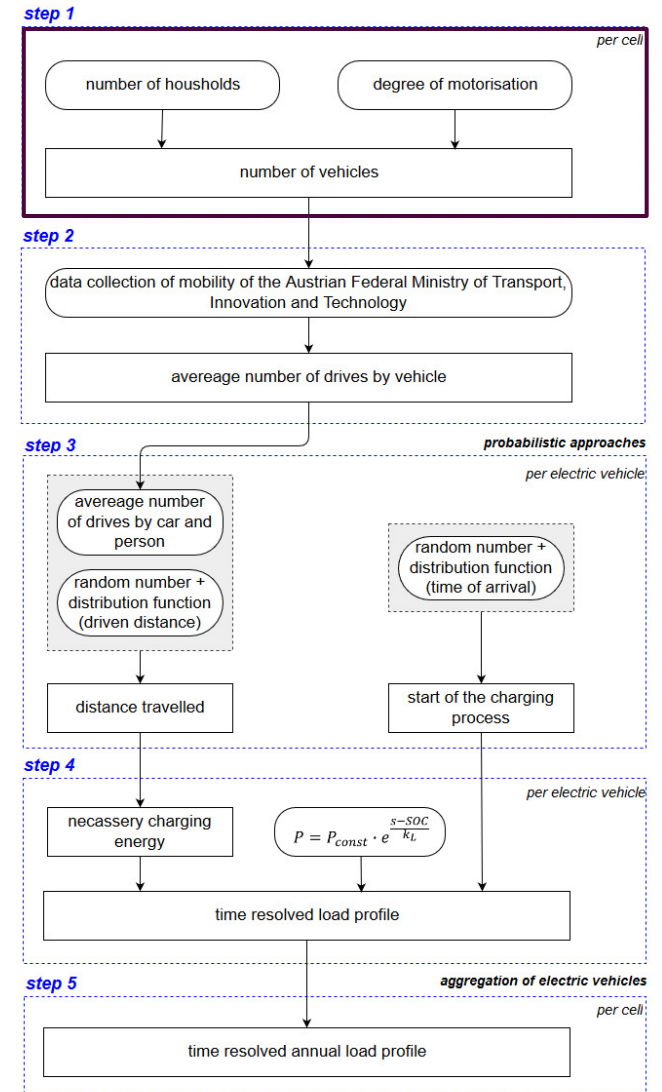 step 1
per cell
number of housholds
degree of motorisation
number of vehicles
step 2
data collection of mobility of the Austrian Federal Ministry of Transport,
Innovation and Technology
avereage number of drives by vehicle
step 3
probabilistic approaches
per electric vehicle
avereage number
of drives by car and
person
random number +
distribution function
(driven distance)
random number +
distribution function
(time of arrival)
distance travelled
start of the charging
process
step 4
per electric vehicle
necassery charging
energy
P = P_const · e^((s−SOC)/k_L)
time resolved load profile
step 5
aggregation of electric vehicles
per cell
time resolved annual load profile